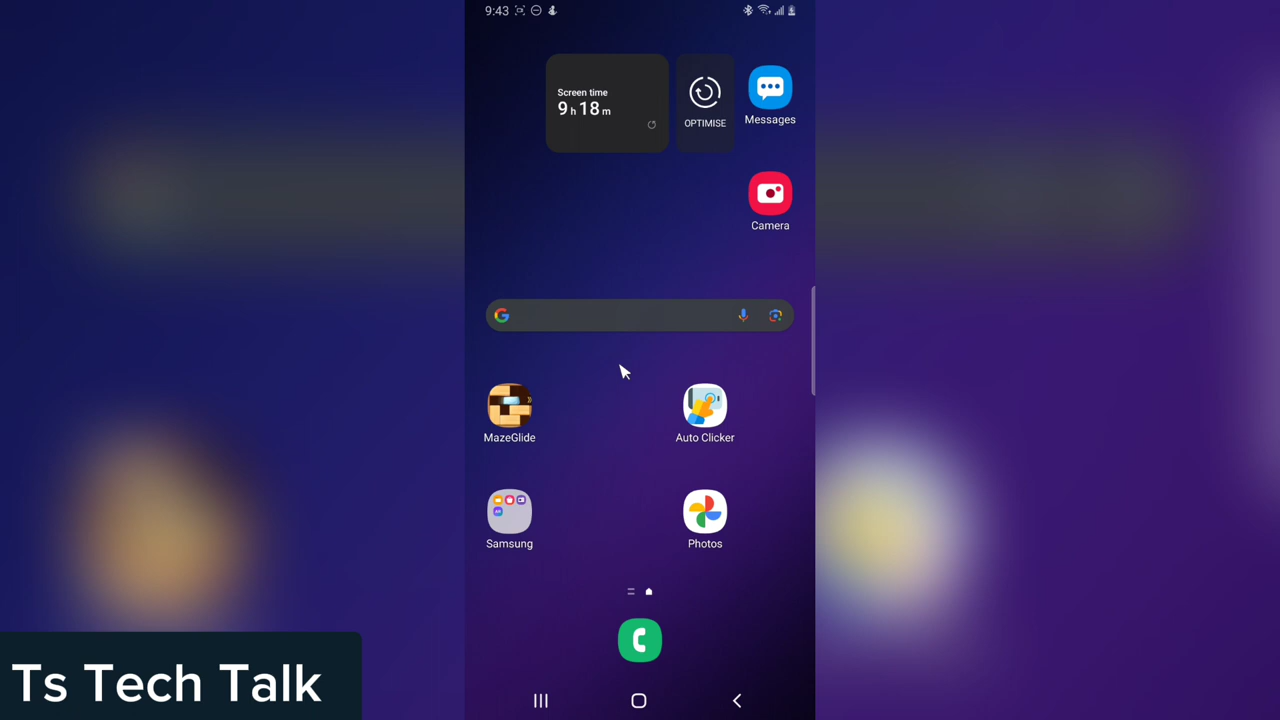 9:43
Screen time
9 h 18 m
OPTIMISE
Messages
Camera
MazeGlide
Auto Clicker
Samsung
Photos
Ts Tech Talk